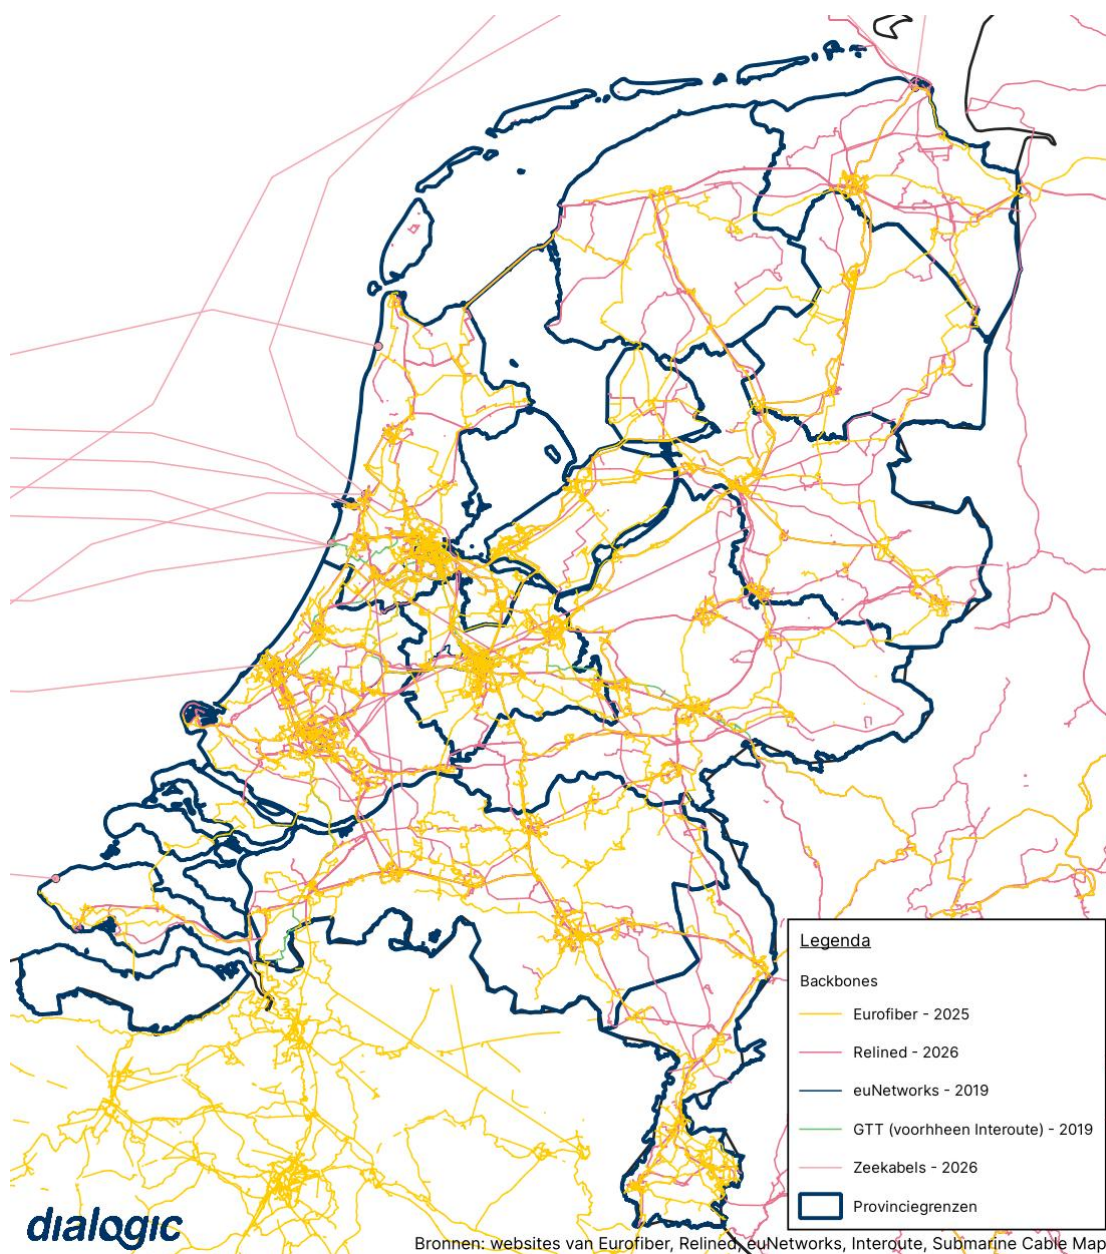 Legenda
Backbones
Eurofiber - 2025
Relined - 2026
euNetworks - 2019
GTT (voorhheen Interoute) - 2019
Zeekabels - 2026
Provinciegrenzen
dialogic
Bronnen: websites van Eurofiber, Relined, euNetworks, Interoute, Submarine Cable Map